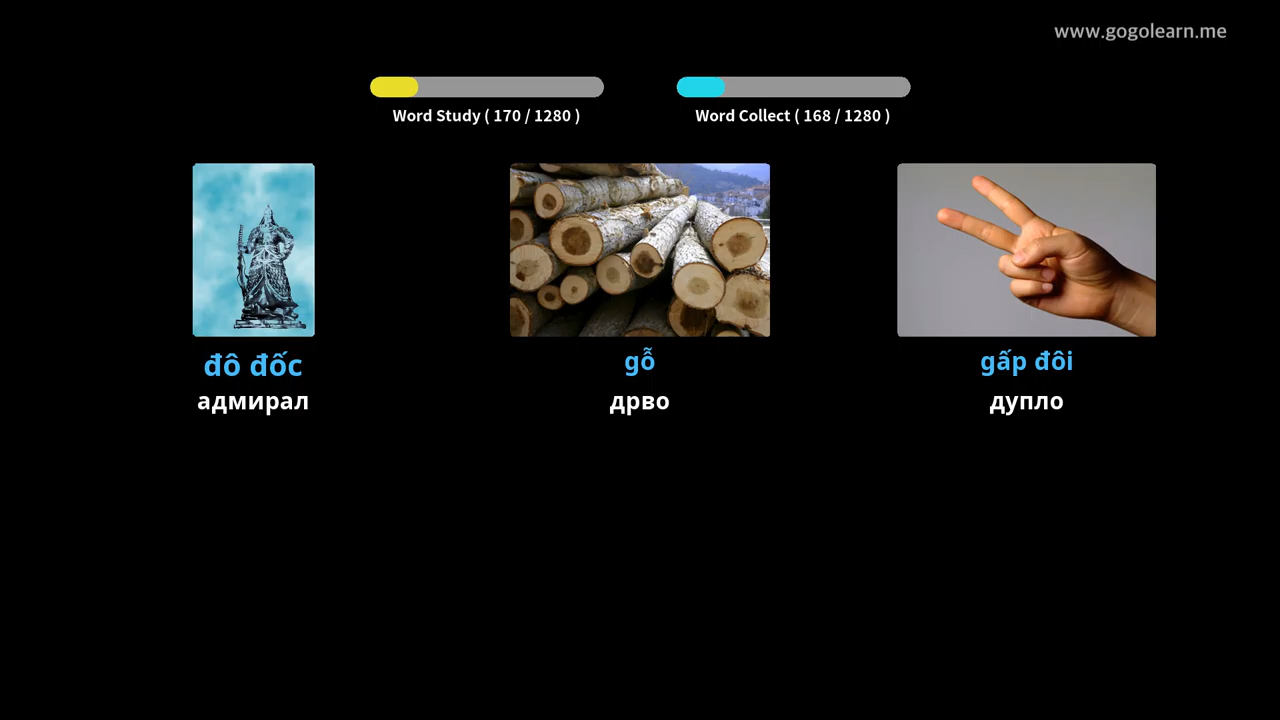 www.gogolearn.me
Word Study ( 170 / 1280 )
Word Collect ( 168 / 1280 )
đô đốc
gỗ
gấp đôi
адмирал
дрво
дупло